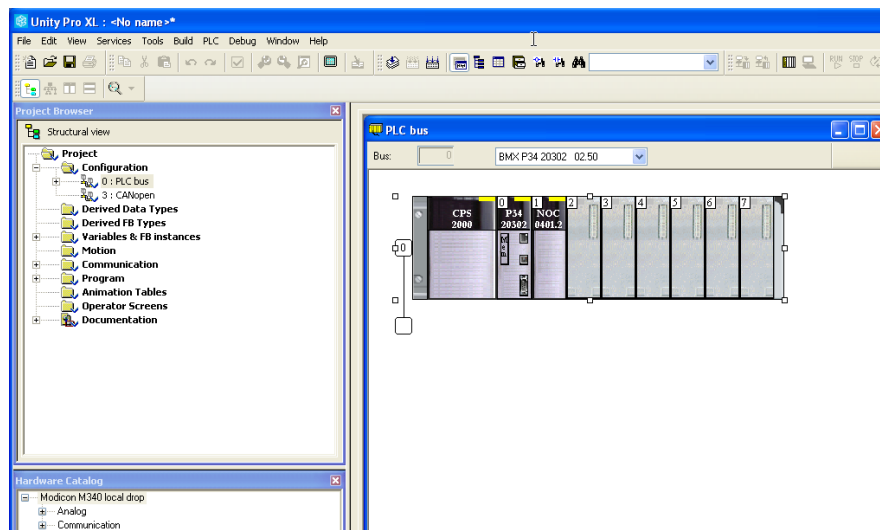 Unity Pro XL : <No name>*
File Edit View Services Tools Build PLC Debug Window Help
RUN STOP
Project Browser
Structural view
Project
Configuration
0 : PLC bus
3 : CANopen
Derived Data Types
Derived FB Types
Variables & FB instances
Motion
Communication
Program
Animation Tables
Operator Screens
Documentation
Hardware Catalog
Modicon M340 local drop
Analog
Communication
PLC bus
Bus: 0 BMX P34 20302 02.50
0 1 2 3 4 5 6 7
CPS P34 NOC
2000 20302 0401.2
0